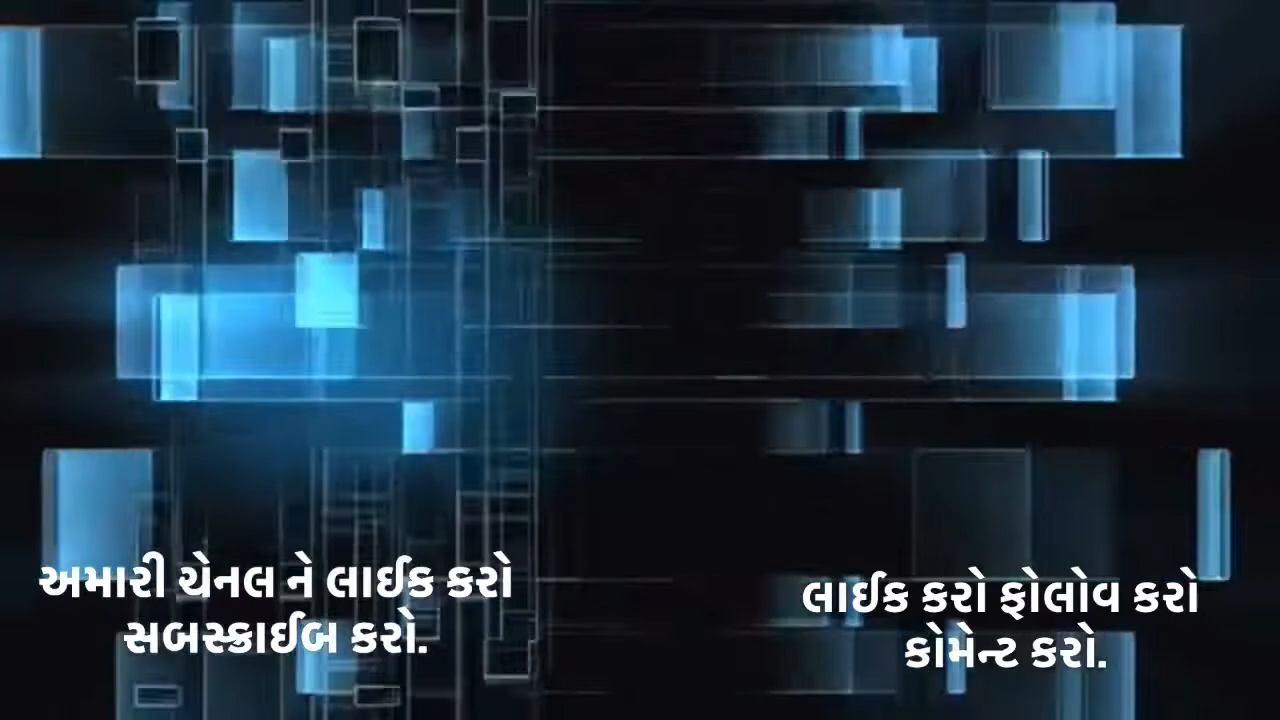 અમારી ચેનલ ને લાઈક કરો
સબસ્ક્રાઈબ કરો.
લાઈક કરો ફોલોવ કરો
કોમેન્ટ કરો.